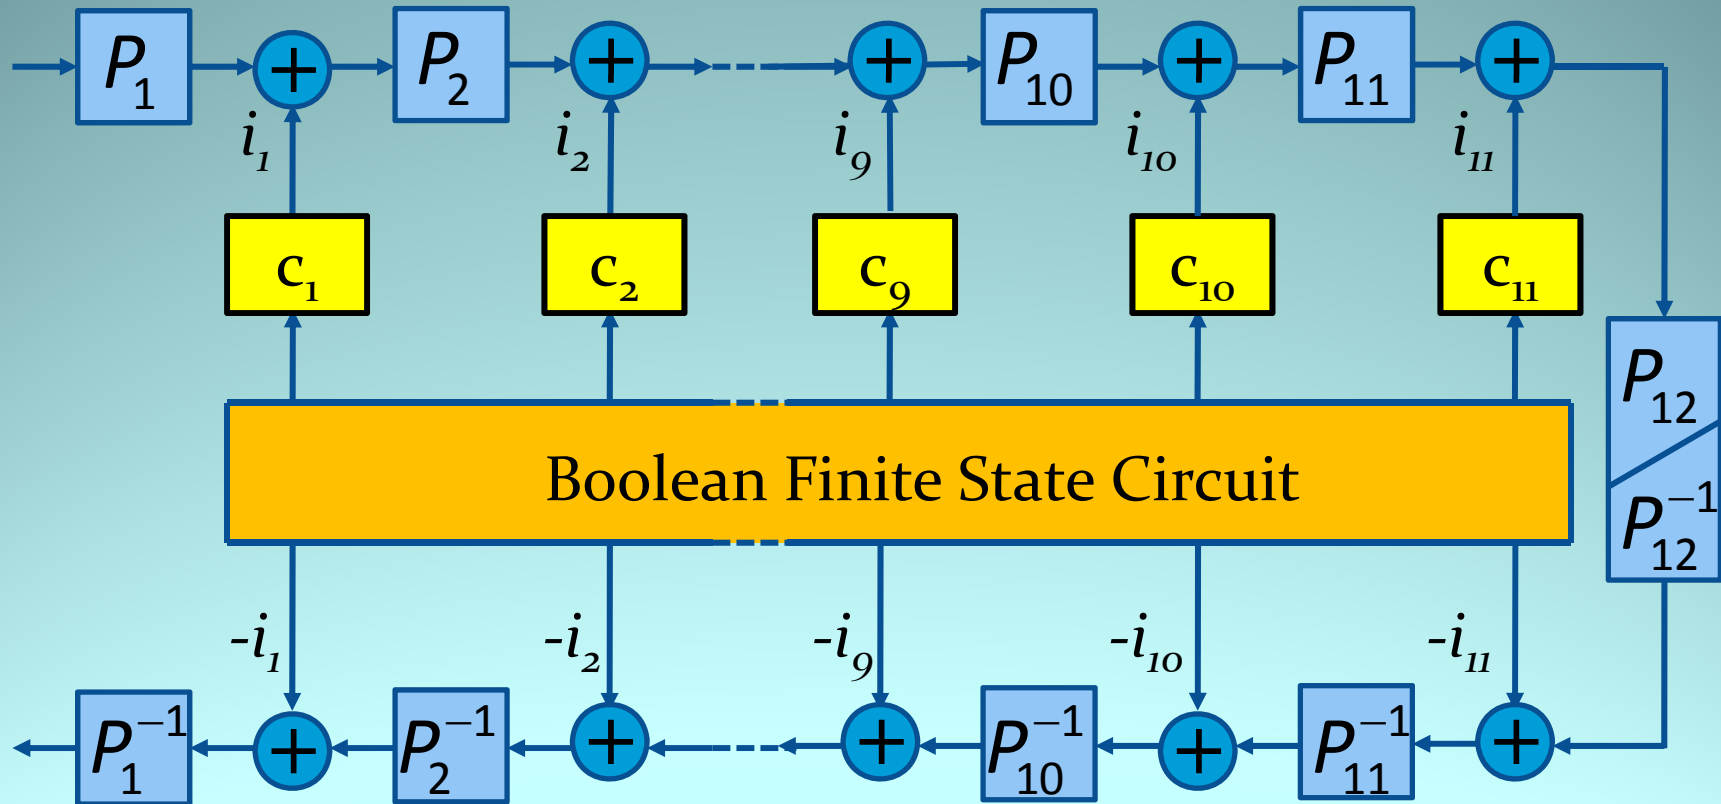 P₁ + P₂ + + P₁₀ + P₁₁ +
i₁ i₂ i₉ i₁₀ i₁₁
c₁ c₂ c₉ c₁₀ c₁₁
P₁₂
Boolean Finite State Circuit
P₁₂⁻¹
-i₁ -i₂ -i₉ -i₁₀ -i₁₁
P₁⁻¹ + P₂⁻¹ + + P₁₀⁻¹ + P₁₁⁻¹ +